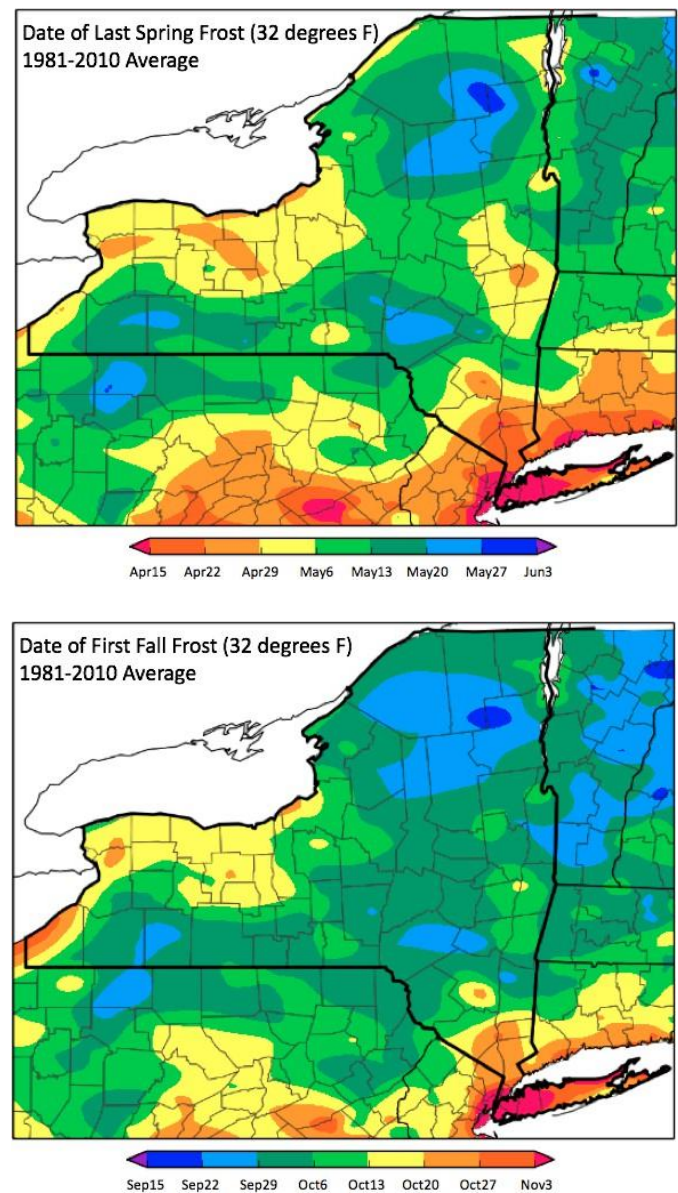 Date of Last Spring Frost (32 degrees F)
1981-2010 Average
Apr15 Apr22 Apr29 May6 May13 May20 May27 Jun3
Date of First Fall Frost (32 degrees F)
1981-2010 Average
Sep15 Sep22 Sep29 Oct6 Oct13 Oct20 Oct27 Nov3